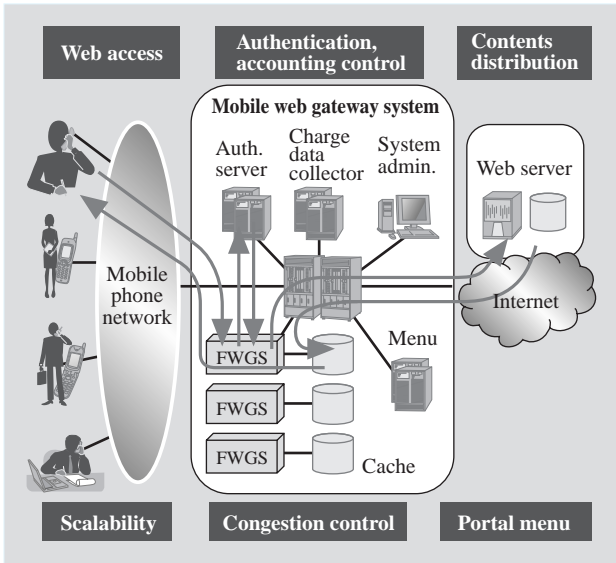 Web access
Authentication,
accounting control
Contents
distribution
Mobile web gateway system
Auth.
server
Charge
data
collector
System
admin.
Web server
Mobile
phone
network
Internet
Menu
FWGS
FWGS
FWGS
Cache
Scalability
Congestion control
Portal menu